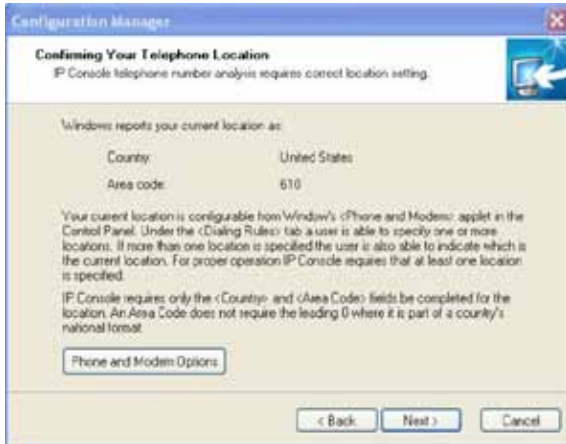 Configuration Manager
Confirming Your Telephone Location
IP Console telephone number analysis requires correct location setting.
Windows reports your current location as:
Country: United States
Area code: 610
Your current location is configurable from Window's <Phone and Modem> applet in the
Control Panel. Under the <Dialing Rules> tab a user is able to specify one or more
locations. If more than one location is specified the user is also able to indicate which is
the current location. For proper operation IP Console requires that at least one location
is specified.
IP Console requires only the <Country> and <Area Code> fields be completed for the
location. An Area Code does not require the leading 0 where it is part of a country's
national format.
Phone and Modem Options
< Back Next > Cancel